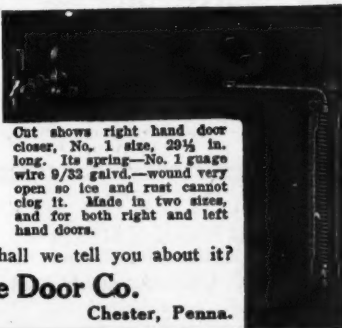 Cut shows right hand door
closer, No. 1 size, 29½ in.
long. Its spring—No. 1 guage
wire 9/32 galvd.—wound very
open so ice and rust cannot
clog it. Made in two sizes,
and for both right and left
hand doors.
hall we tell you about it?
e Door Co.
Chester, Penna.